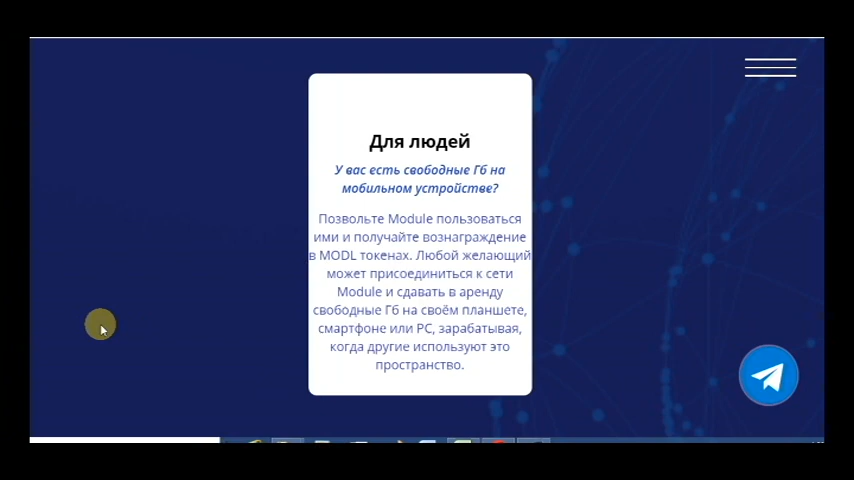 Для людей
У вас есть свободные Гб на
мобильном устройстве?
Позвольте Module пользоваться
ими и получайте вознаграждение
в MODL токенах. Любой желающий
может присоединиться к сети
Module и сдавать в аренду
свободные Гб на своём планшете,
смартфоне или PC, зарабатывая,
когда другие используют это
пространство.